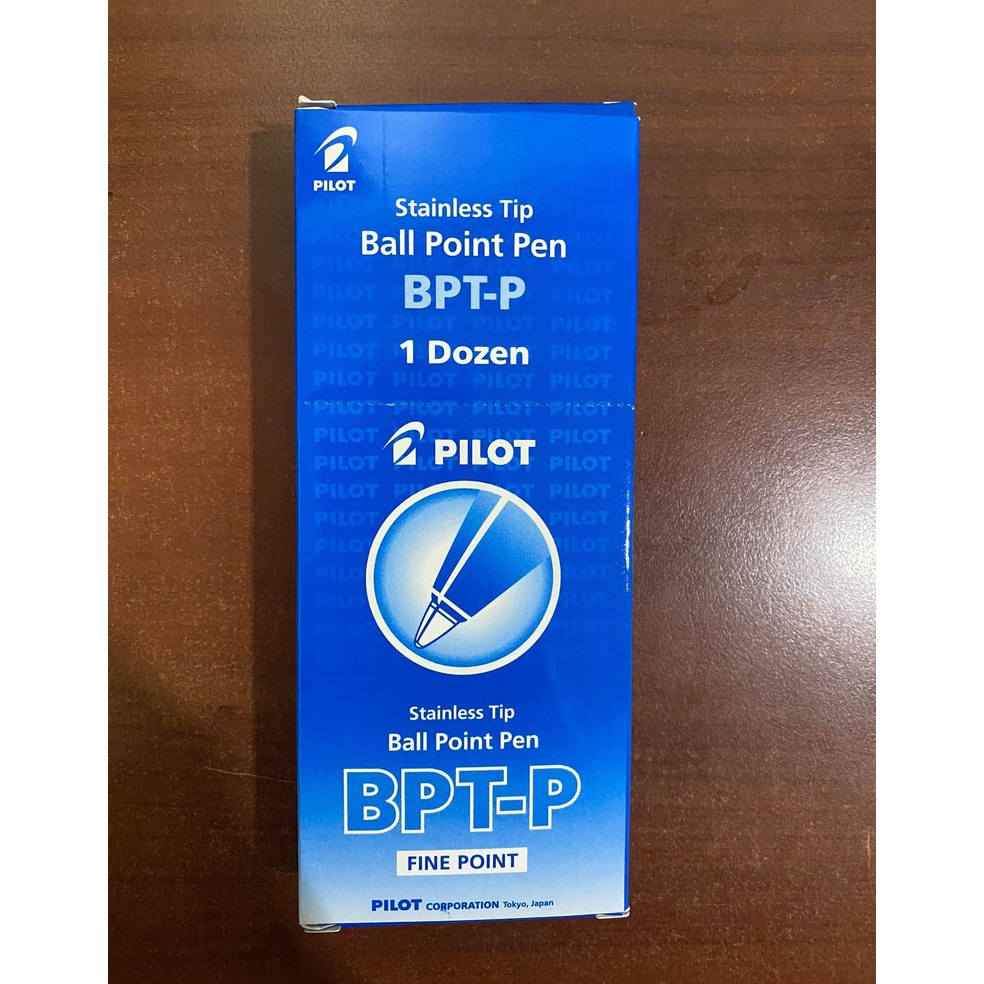 PILOT
Stainless Tip
Ball Point Pen
BPT-P
1 Dozen
PILOT
Stainless Tip
Ball Point Pen
BPT-P
FINE POINT
PILOT CORPORATION Tokyo, Japan